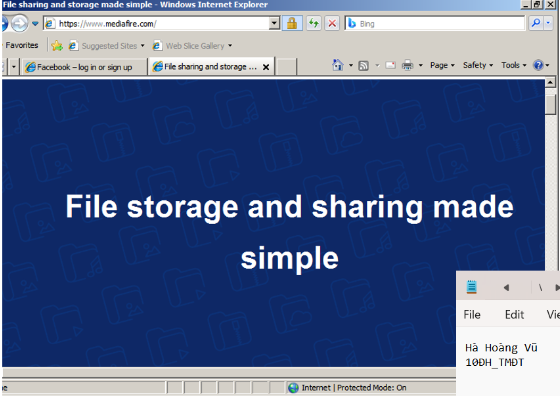 File sharing and storage made simple - Windows Internet Explorer
https://www.mediafire.com/
Bing
Favorites
Suggested Sites
Web Slice Gallery
Facebook – log in or sign up
File sharing and storage ...
Page
Safety
Tools
File storage and sharing made
simple
File
Edit
Hà Hoàng Vũ
10ĐH_TMĐT
Internet | Protected Mode: On